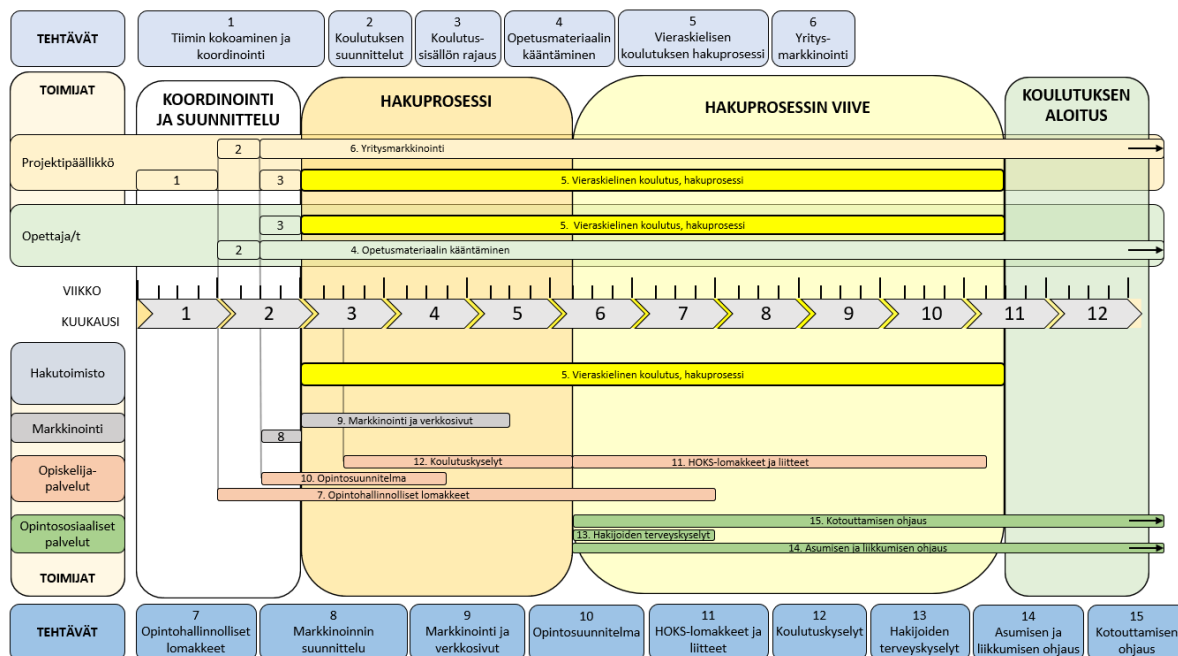 TEHTÄVÄT
1
Tiimin kokoaminen ja
koordinointi
2
Koulutuksen
suunnittelut
3
Koulutus-
sisällön rajaus
4
Opetusmateriaalin
kääntäminen
5
Vieraskielisen
koulutuksen hakuprosessi
6
Yritys-
markkinointi
TOIMIJAT
KOORDINOINTI
JA SUUNNITTELU
HAKUPROSESSI
HAKUPROSESSIN VIIVE
KOULUTUKSEN
ALOITUS
Projektipäällikkö
2
6. Yritysmarkkinointi
1
3
5. Vieraskielinen koulutus, hakuprosessi
Opettaja/t
3
5. Vieraskielinen koulutus, hakuprosessi
2
4. Opetusmateriaalin kääntäminen
VIIKKO
KUUKAUSI
1
2
3
4
5
6
7
8
9
10
11
12
Hakutoimisto
5. Vieraskielinen koulutus, hakuprosessi
Markkinointi
9. Markkinointi ja verkkosivut
8
Opiskelija-
palvelut
12. Koulutuskyselyt
11. HOKS-lomakkeet ja liitteet
10. Opintosuunnitelma
7. Opintohallinnolliset lomakkeet
Opintososiaaliset
palvelut
15. Kotouttamisen ohjaus
13. Hakijoiden terveyskyselyt
14. Asumisen ja liikkumisen ohjaus
TOIMIJAT
TEHTÄVÄT
7
Opintohallinnolliset
lomakkeet
8
Markkinoinnin
suunnittelu
9
Markkinointi ja
verkkosivut
10
Opintosuunnitelma
11
HOKS-lomakkeet ja
liitteet
12
Koulutuskyselyt
13
Hakijoiden
terveyskyselyt
14
Asumisen ja
liikkumisen ohjaus
15
Kotouttamisen
ohjaus